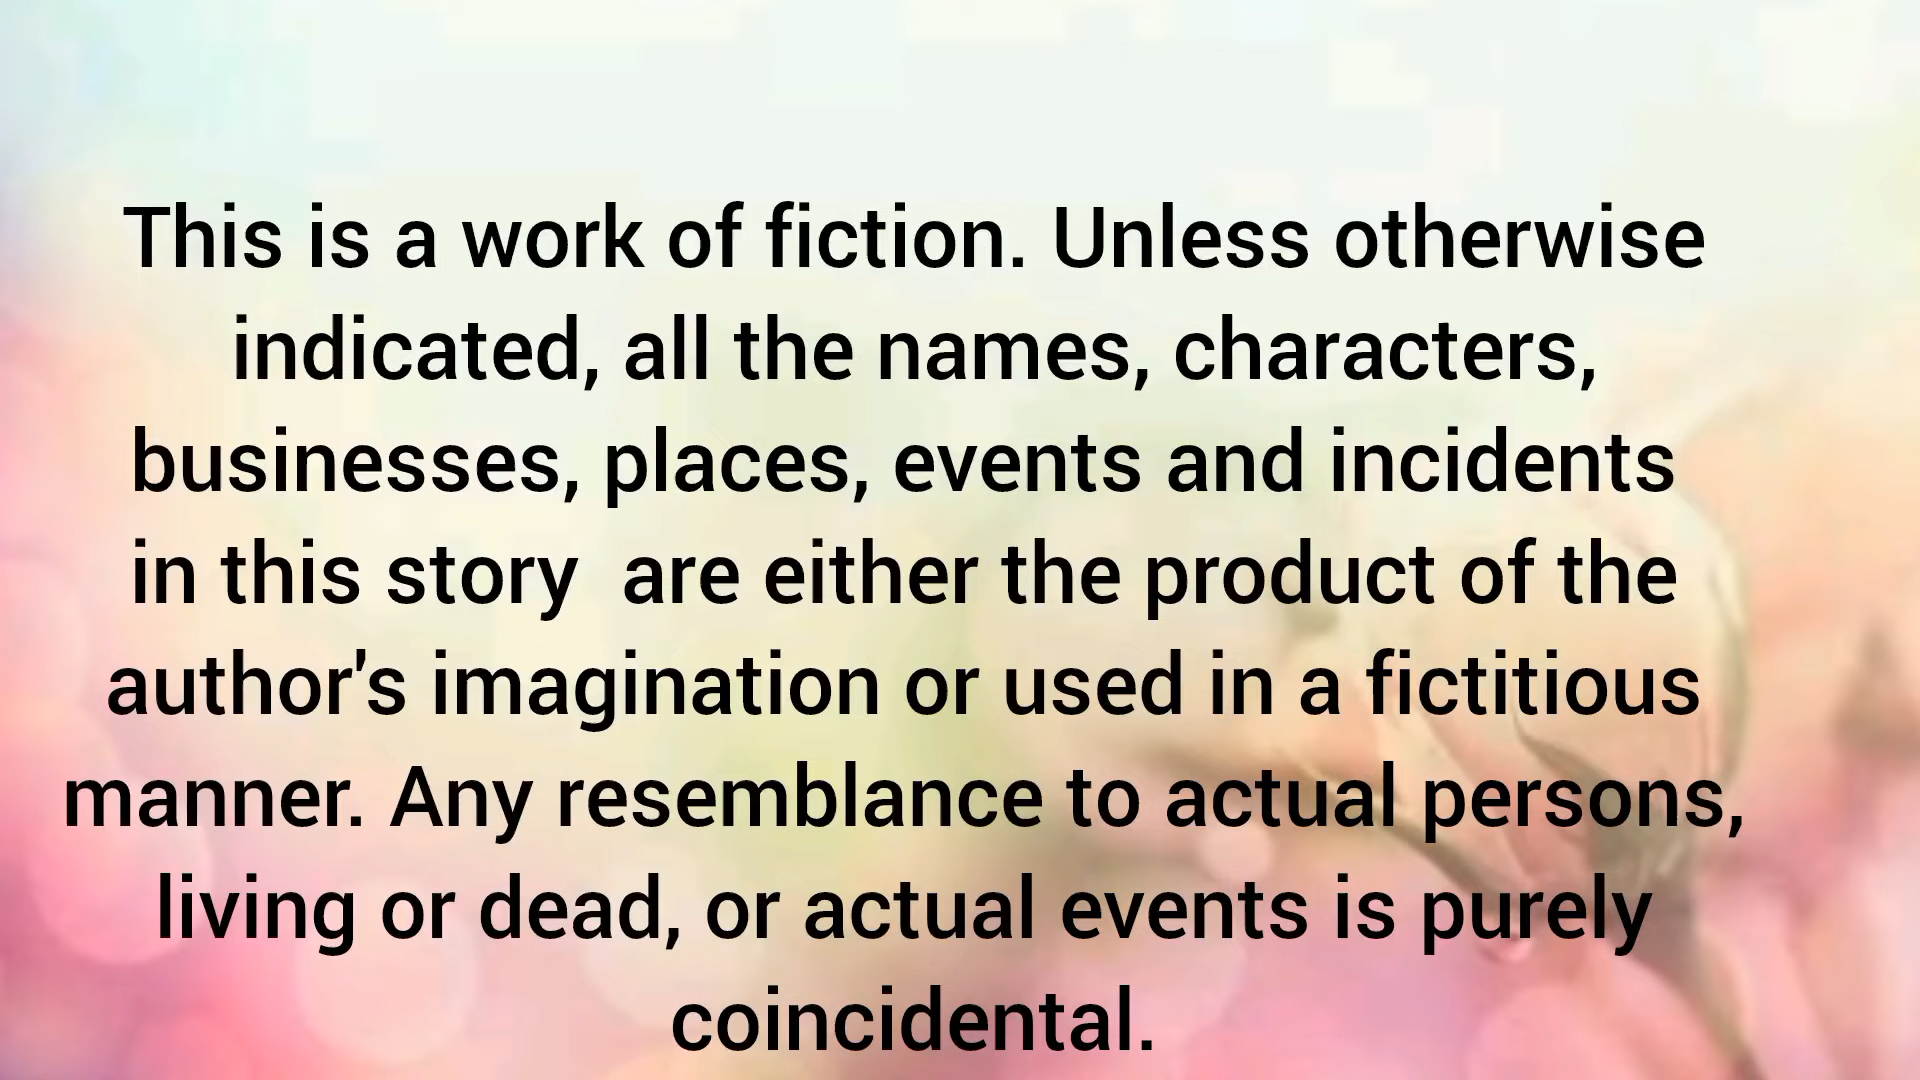 This is a work of fiction. Unless otherwise
indicated, all the names, characters,
businesses, places, events and incidents
in this story  are either the product of the
author's imagination or used in a fictitious
manner. Any resemblance to actual persons,
living or dead, or actual events is purely
coincidental.